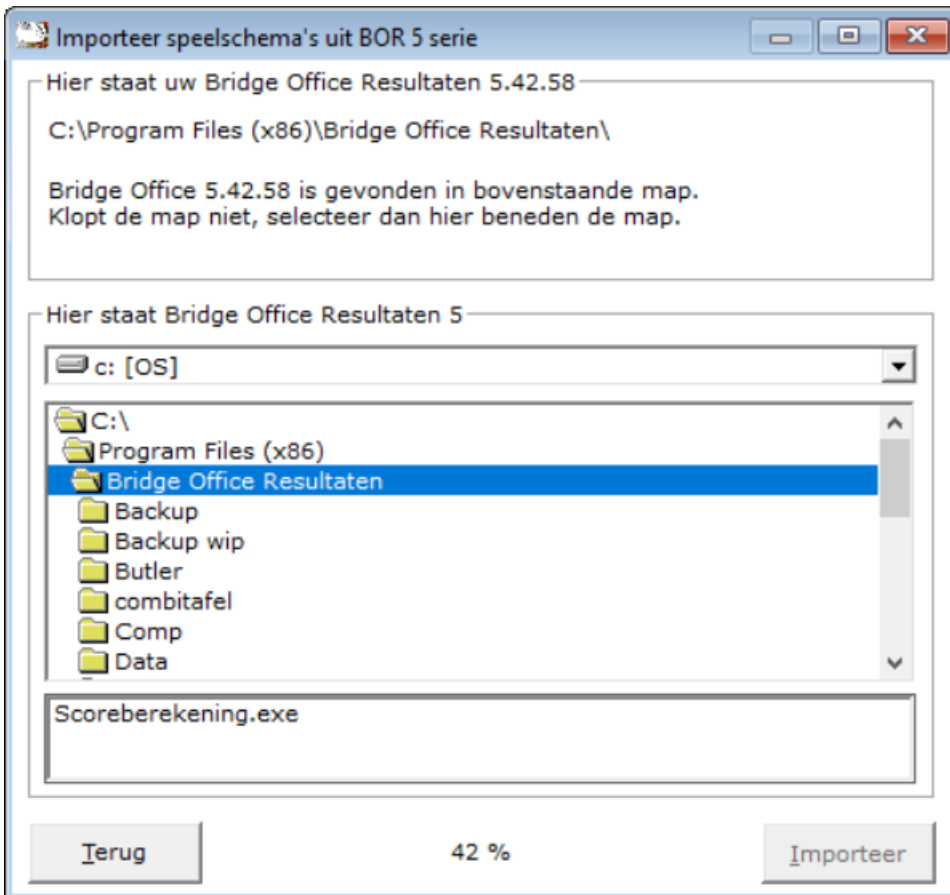 Importeer speelschema's uit BOR 5 serie
Hier staat uw Bridge Office Resultaten 5.42.58
C:\Program Files (x86)\Bridge Office Resultaten\
Bridge Office 5.42.58 is gevonden in bovenstaande map.
Klopt de map niet, selecteer dan hier beneden de map.
Hier staat Bridge Office Resultaten 5
c: [OS]
C:\
Program Files (x86)
Bridge Office Resultaten
Backup
Backup wip
Butler
combitafel
Comp
Data
Scoreberekening.exe
Terug
42 %
Importeer